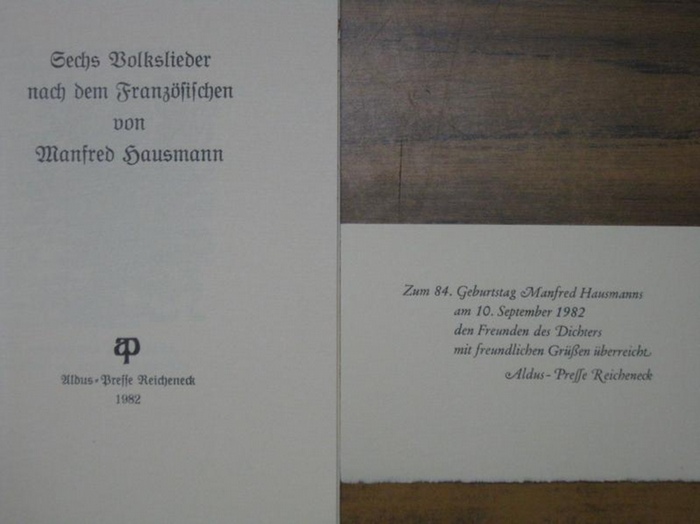 Sechs Volkslieder
nach dem Französischen
von
Manfred Hausmann
ap
Aldus-Presse Reicheneck
1982
Zum 84. Geburtstag Manfred Hausmanns
am 10. September 1982
den Freunden des Dichters
mit freundlichen Grüßen überreicht
Aldus-Presse Reicheneck